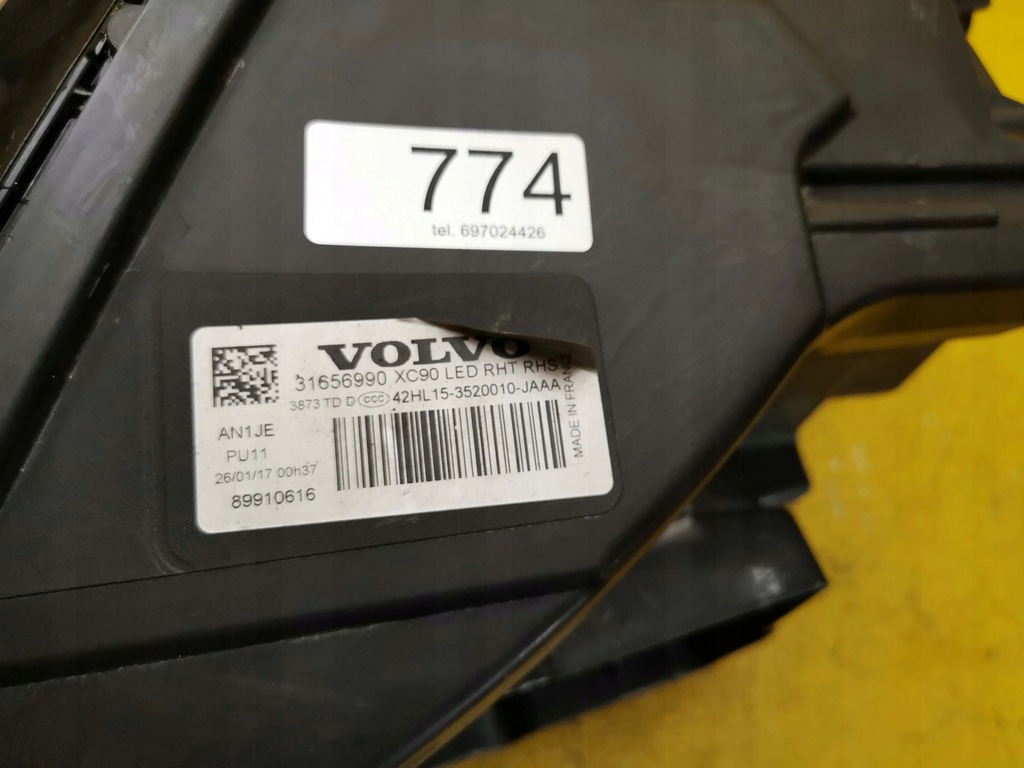 774
tel. 697024426
VOLVO
31656990 XC90 LED RHT RHS
3873 TD D CCC 42HL15-3520010-JAAA
MADE IN FRANCE
AN1JE
PU11
26/01/17 00h37
89910616